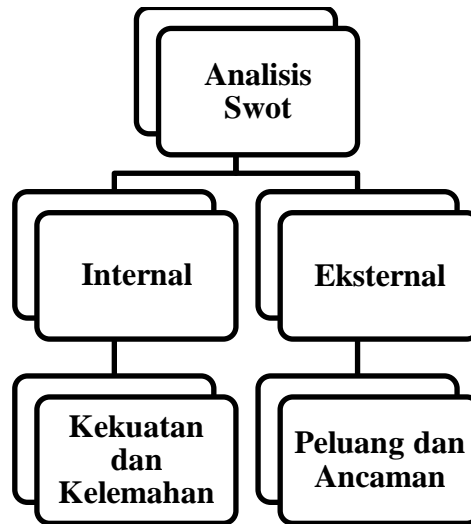 Analisis
Swot
Internal
Eksternal
Kekuatan
dan
Kelemahan
Peluang dan
Ancaman